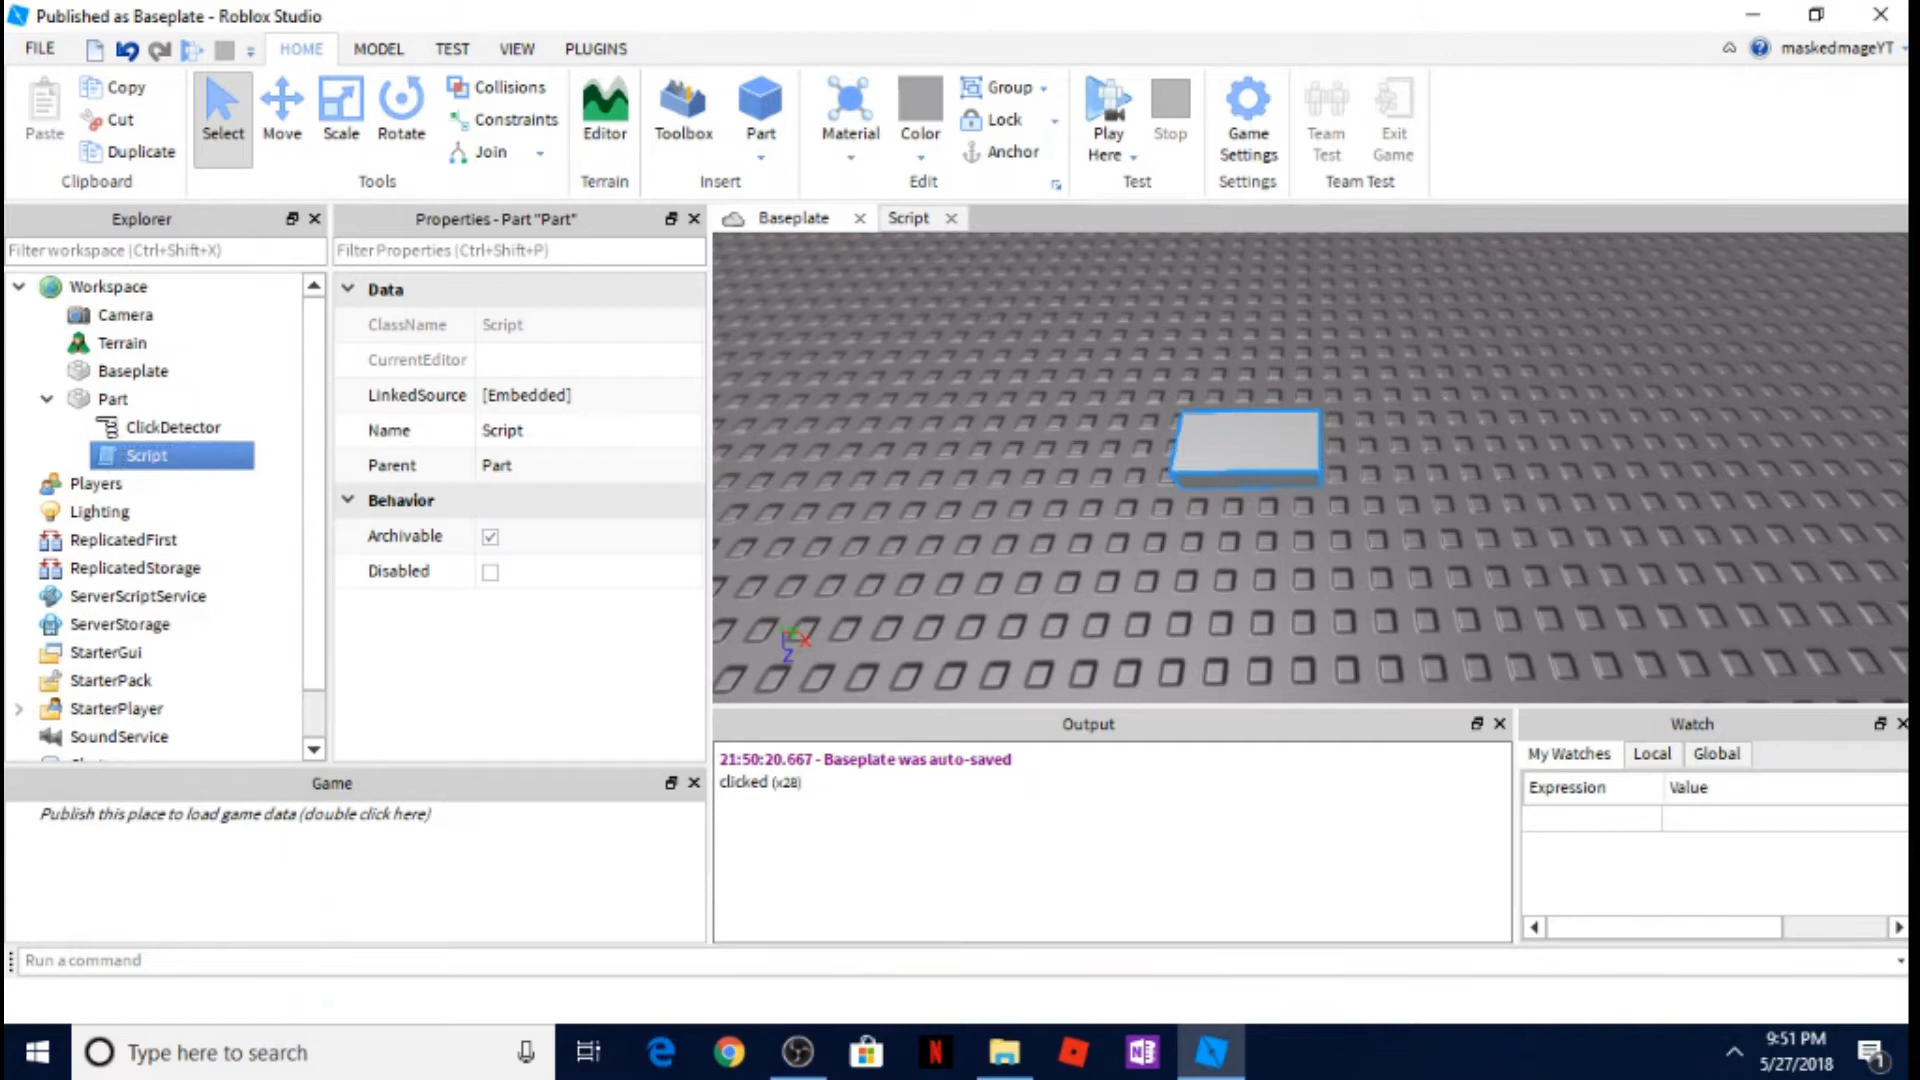 Published as Baseplate - Roblox Studio
FILE HOME MODEL TEST VIEW PLUGINS maskedmageYT
Paste Copy Cut Duplicate
Clipboard
Select Move Scale Rotate Collisions Constraints Join
Tools
Editor
Terrain
Toolbox Part
Insert
Material Color Group Lock Anchor
Edit
Play Here Stop
Test
Game Settings
Settings
Team Test Exit Game
Team Test
Explorer
Filter workspace (Ctrl+Shift+X)
Workspace
Camera
Terrain
Baseplate
Part
ClickDetector
Script
Players
Lighting
ReplicatedFirst
ReplicatedStorage
ServerScriptService
ServerStorage
StarterGui
StarterPack
StarterPlayer
SoundService
Properties - Part "Part"
Filter Properties (Ctrl+Shift+P)
Data
ClassName Script
CurrentEditor
LinkedSource [Embedded]
Name Script
Parent Part
Behavior
Archivable
Disabled
Baseplate Script
X
Z
Game
Publish this place to load game data (double click here)
Output
21:50:20.667 - Baseplate was auto-saved
clicked (x28)
Watch
My Watches Local Global
Expression Value
Run a command
Type here to search
N
N
9:51 PM
5/27/2018
1